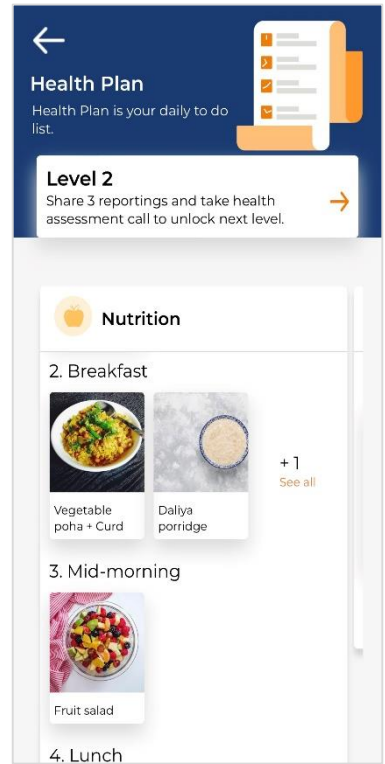 Health Plan
Health Plan is your daily to do
list.
Level 2
Share 3 reportings and take health
assessment call to unlock next level.
Nutrition
2. Breakfast
Vegetable
poha + Curd
Daliya
porridge
+ 1
See all
3. Mid-morning
Fruit salad
4. Lunch